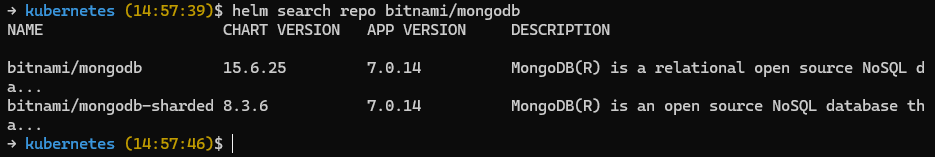 → kubernetes (14:57:39)$ helm search repo bitnami/mongodb
NAME CHART VERSION APP VERSION DESCRIPTION
bitnami/mongodb 15.6.25 7.0.14 MongoDB(R) is a relational open source NoSQL d
a...
bitnami/mongodb-sharded 8.3.6 7.0.14 MongoDB(R) is an open source NoSQL database th
a...
→ kubernetes (14:57:46)$